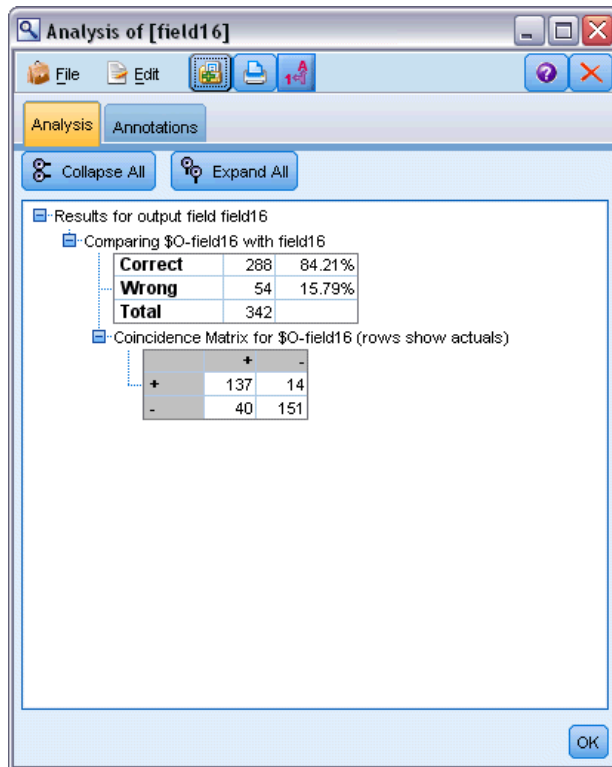 Analysis of [field16]
File Edit
Analysis Annotations
Collapse All Expand All
Results for output field field16
Comparing $O-field16 with field16
Correct 288 84.21%
Wrong 54 15.79%
Total 342
Coincidence Matrix for $O-field16 (rows show actuals)
+ -
+ 137 14
- 40 151
OK